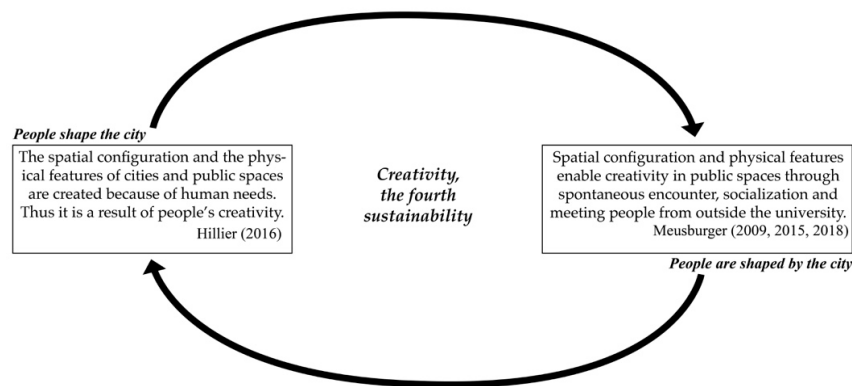 People shape the city
The spatial configuration and the phys-
ical features of cities and public spaces
are created because of human needs.
Thus it is a result of people's creativity.
Hillier (2016)
Creativity,
the fourth
sustainability
Spatial configuration and physical features
enable creativity in public spaces through
spontaneous encounter, socialization and
meeting people from outside the university.
Meusburger (2009, 2015, 2018)
People are shaped by the city